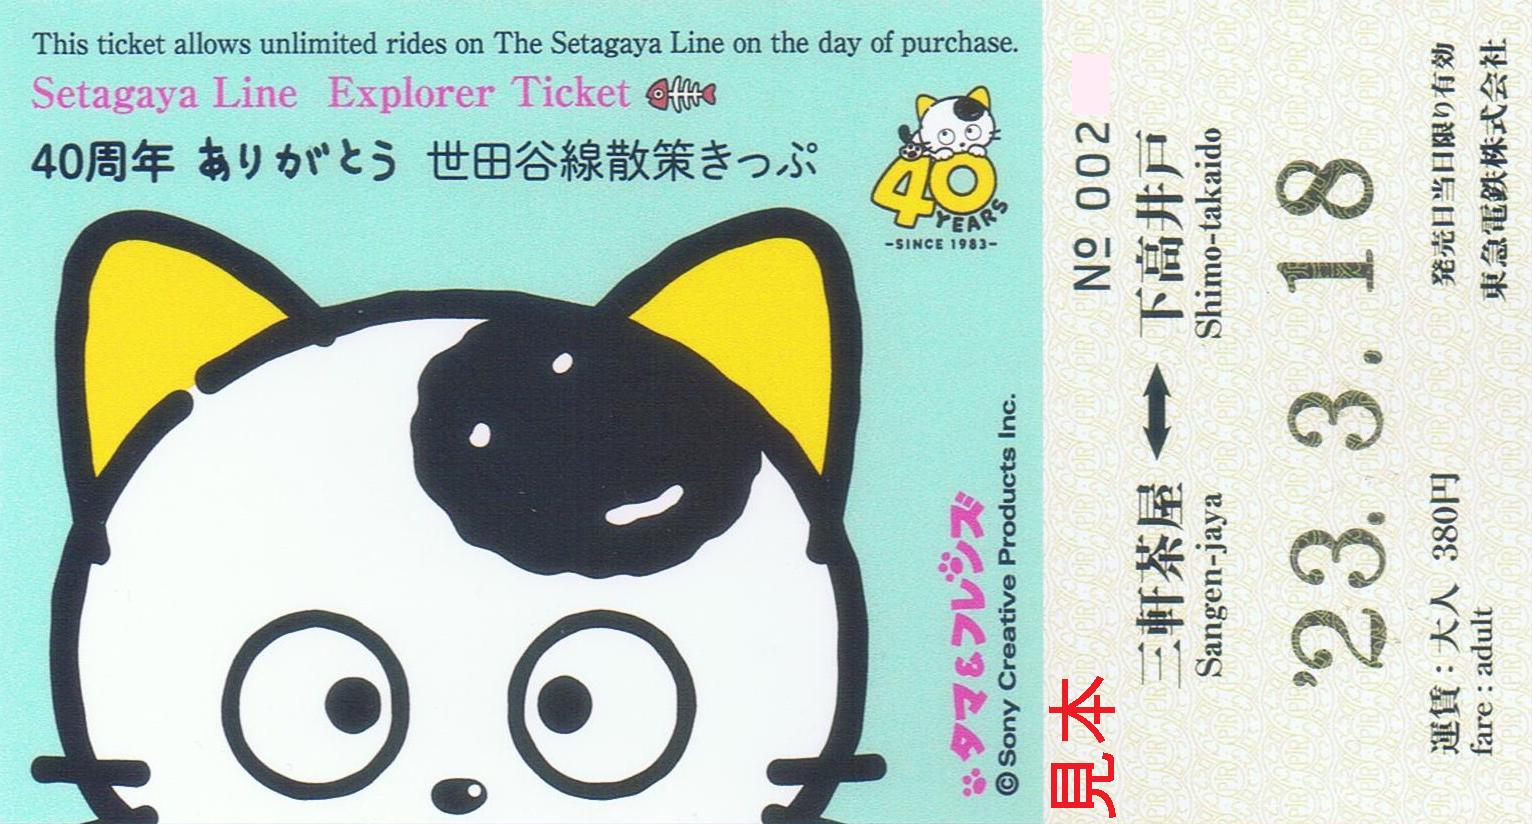 This ticket allows unlimited rides on The Setagaya Line on the day of purchase.
Setagaya Line Explorer Ticket
40周年 ありがとう 世田谷線散策きっぷ
40
YEARS
-SINCE 1983-
タマ&フレンズ
©Sony Creative Products Inc.
見本
№ 002
三軒茶屋 ↔ 下高井戸
Sangen-jaya Shimo-takaido
'23. 3. 18
運賃：大人 380円 発売日当日限り有効
fare : adult 東急電鉄株式会社